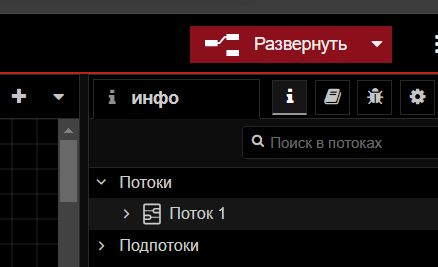 Развернуть
инфо
Поиск в потоках
Потоки
Поток 1
Подпотоки